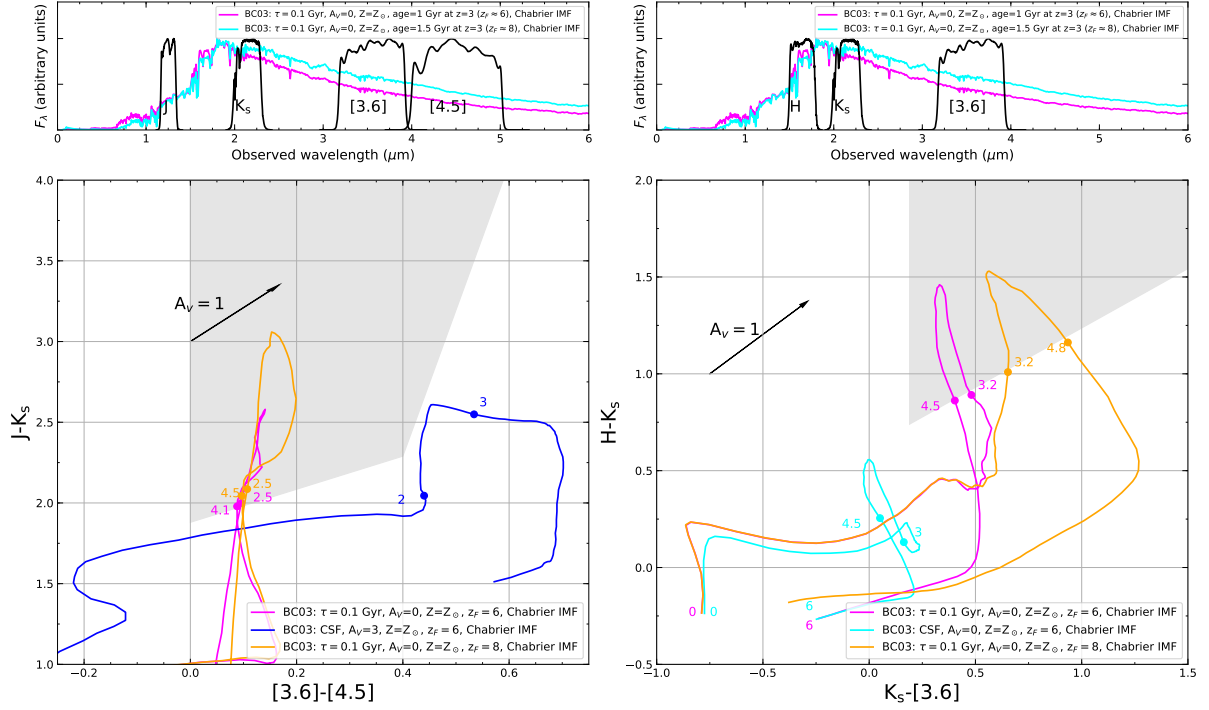 BC03: τ = 0.1 Gyr, A_V=0, Z=Z_⊙, age=1 Gyr at z=3 (z_F ≈ 6), Chabrier IMF
BC03: τ = 0.1 Gyr, A_V=0, Z=Z_⊙, age=1.5 Gyr at z=3 (z_F ≈ 8), Chabrier IMF
F_λ (arbitrary units)
K_s
[3.6]
[4.5]
0 1 2 3 4 5 6
Observed wavelength (μm)
BC03: τ = 0.1 Gyr, A_V=0, Z=Z_⊙, age=1 Gyr at z=3 (z_F ≈ 6), Chabrier IMF
BC03: τ = 0.1 Gyr, A_V=0, Z=Z_⊙, age=1.5 Gyr at z=3 (z_F ≈ 8), Chabrier IMF
F_λ (arbitrary units)
H
K_s
[3.6]
0 1 2 3 4 5 6
Observed wavelength (μm)
J-K_s
4.0
3.5
3.0
2.5
2.0
1.5
1.0
A_v = 1
3
2
2.5
4.5
2.5
4.1
BC03: τ = 0.1 Gyr, A_V=0, Z=Z_⊙, z_F = 6, Chabrier IMF
BC03: CSF, A_V=3, Z=Z_⊙, z_F = 6, Chabrier IMF
BC03: τ = 0.1 Gyr, A_V=0, Z=Z_⊙, z_F = 8, Chabrier IMF
−0.2 0.0 0.2 0.4 0.6
[3.6]-[4.5]
H-K_s
2.0
1.5
1.0
0.5
0.0
−0.5
A_v = 1
4.8
3.2
3.2
4.5
4.5
3
0
0
6
6
BC03: τ = 0.1 Gyr, A_V=0, Z=Z_⊙, z_F = 6, Chabrier IMF
BC03: CSF, A_V=0, Z=Z_⊙, z_F = 6, Chabrier IMF
BC03: τ = 0.1 Gyr, A_V=0, Z=Z_⊙, z_F = 8, Chabrier IMF
−1.0 −0.5 0.0 0.5 1.0 1.5
K_s-[3.6]